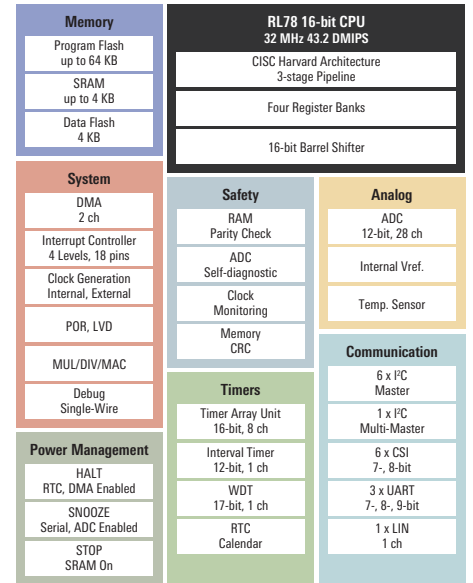 Memory
Program Flash
up to 64 KB
SRAM
up to 4 KB
Data Flash
4 KB
RL78 16-bit CPU
32 MHz 43.2 DMIPS
CISC Harvard Architecture
3-stage Pipeline
Four Register Banks
16-bit Barrel Shifter
System
DMA
2 ch
Interrupt Controller
4 Levels, 18 pins
Clock Generation
Internal, External
POR, LVD
MUL/DIV/MAC
Debug
Single-Wire
Safety
RAM
Parity Check
ADC
Self-diagnostic
Clock
Monitoring
Memory
CRC
Analog
ADC
12-bit, 28 ch
Internal Vref.
Temp. Sensor
Power Management
HALT
RTC, DMA Enabled
SNOOZE
Serial, ADC Enabled
STOP
SRAM On
Timers
Timer Array Unit
16-bit, 8 ch
Interval Timer
12-bit, 1 ch
WDT
17-bit, 1 ch
RTC
Calendar
Communication
6 x I²C
Master
1 x I²C
Multi-Master
6 x CSI
7-, 8-bit
3 x UART
7-, 8-, 9-bit
1 x LIN
1 ch